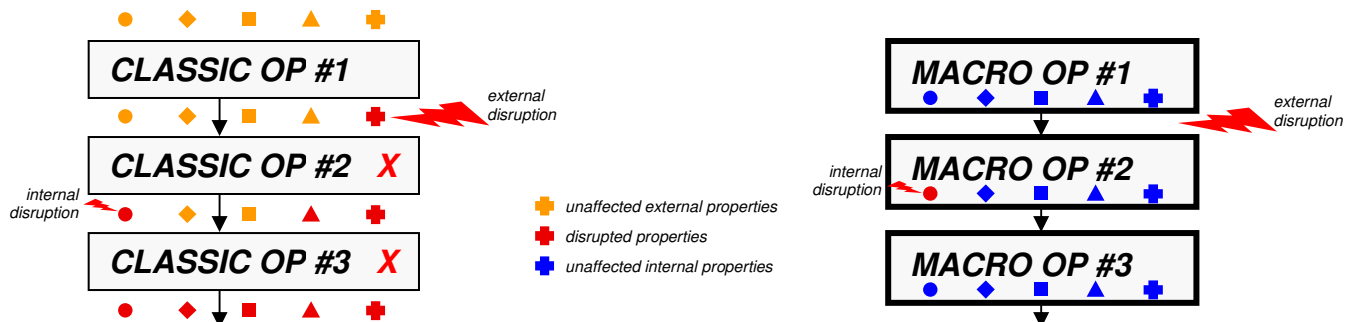 CLASSIC OP #1
external
disruption
CLASSIC OP #2 X
internal
disruption
CLASSIC OP #3 X
unaffected external properties
disrupted properties
unaffected internal properties
MACRO OP #1
external
disruption
MACRO OP #2
internal
disruption
MACRO OP #3